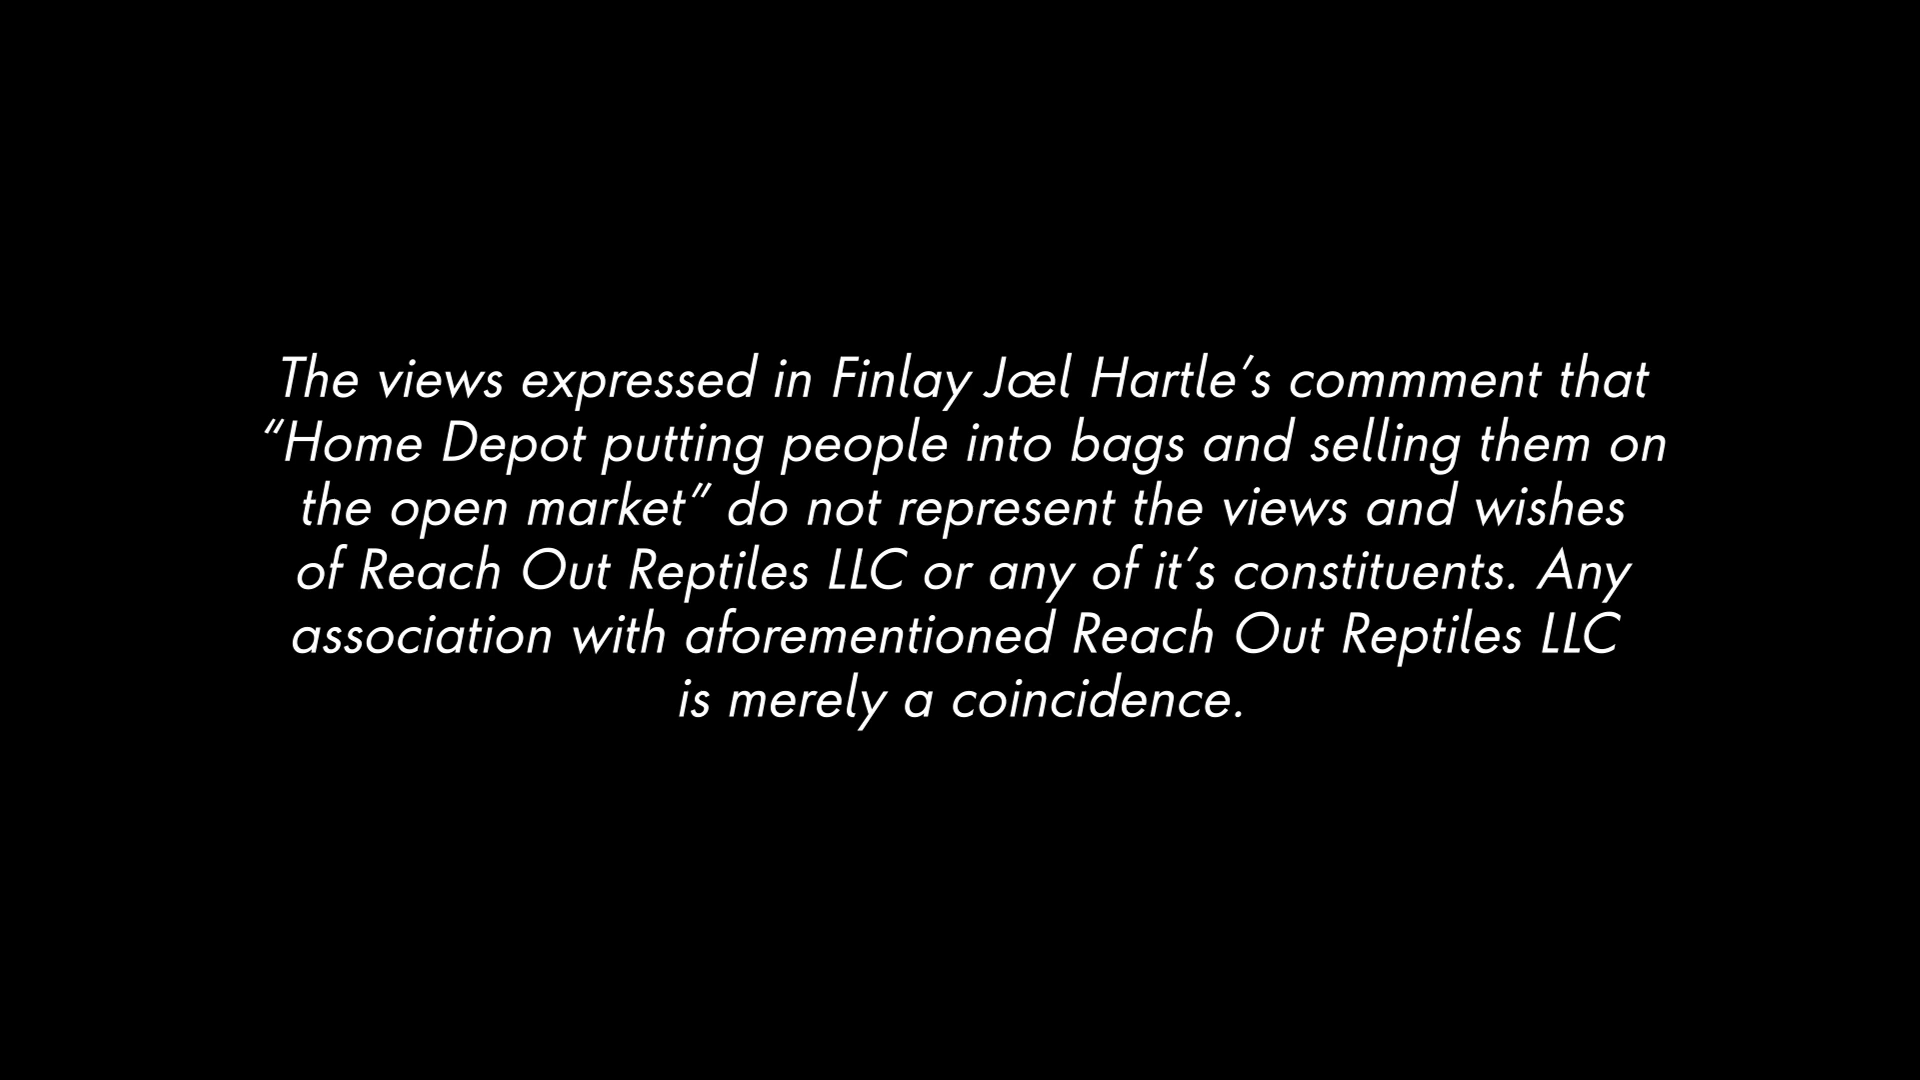 The views expressed in Finlay Jœl Hartle’s commment that
“Home Depot putting people into bags and selling them on
the open market” do not represent the views and wishes
of Reach Out Reptiles LLC or any of it’s constituents. Any
association with aforementioned Reach Out Reptiles LLC
is merely a coincidence.